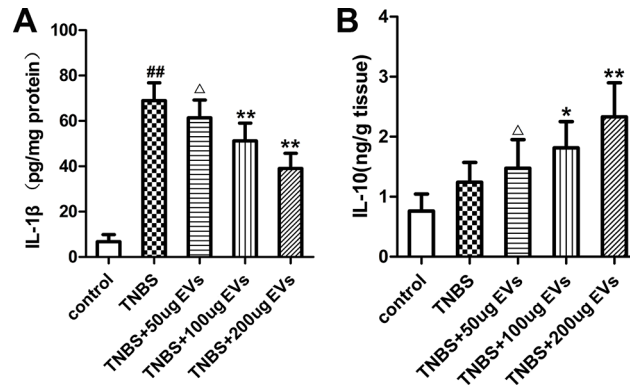 A
IL-1β （pg/mg protein）
100
80
60
40
20
0
##
△
**
**
control
TNBS
TNBS+50ug EVs
TNBS+100ug EVs
TNBS+200ug EVs
B
IL-10(ng/g tissue)
4
3
2
1
0
△
*
**
control
TNBS
TNBS+50ug EVs
TNBS+100ug EVs
TNBS+200ug EVs